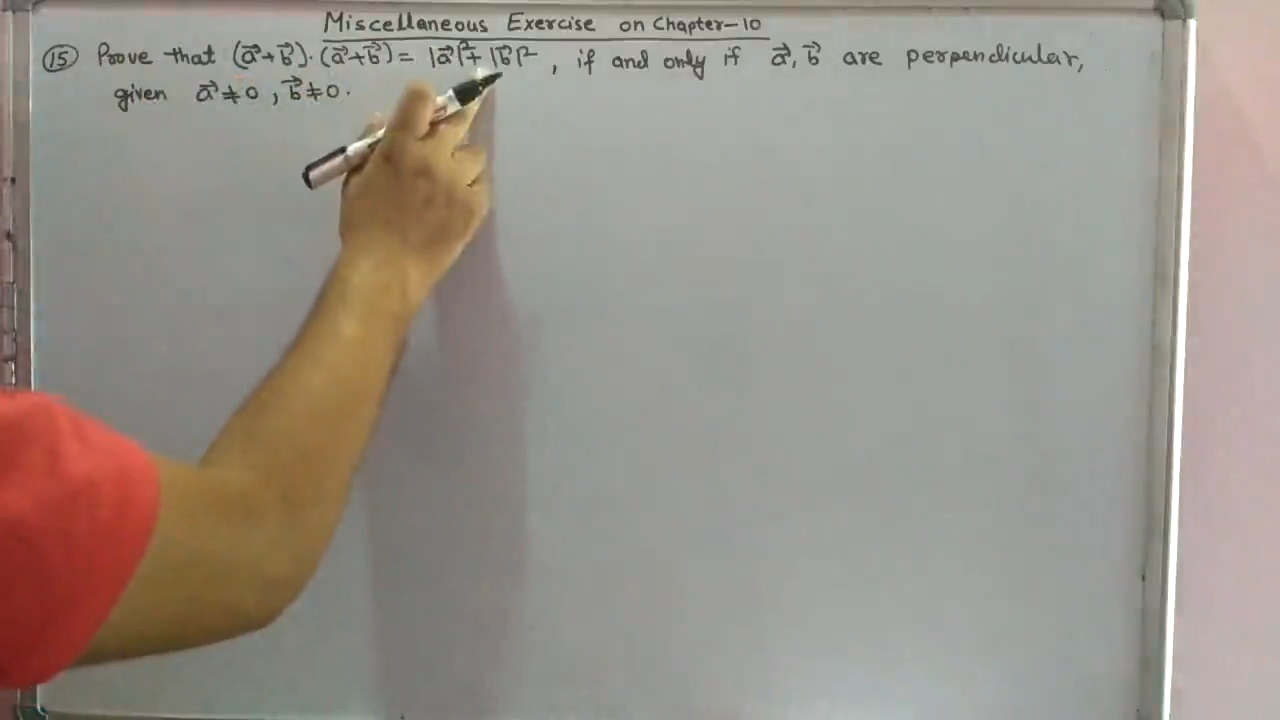 Miscellaneous Exercise on Chapter-10
(15) Prove that (a⃗+b⃗).(a⃗+b⃗) = |a⃗|²+|b⃗|², if and only if a⃗, b⃗ are perpendicular,
given a⃗≠0, b⃗≠0.